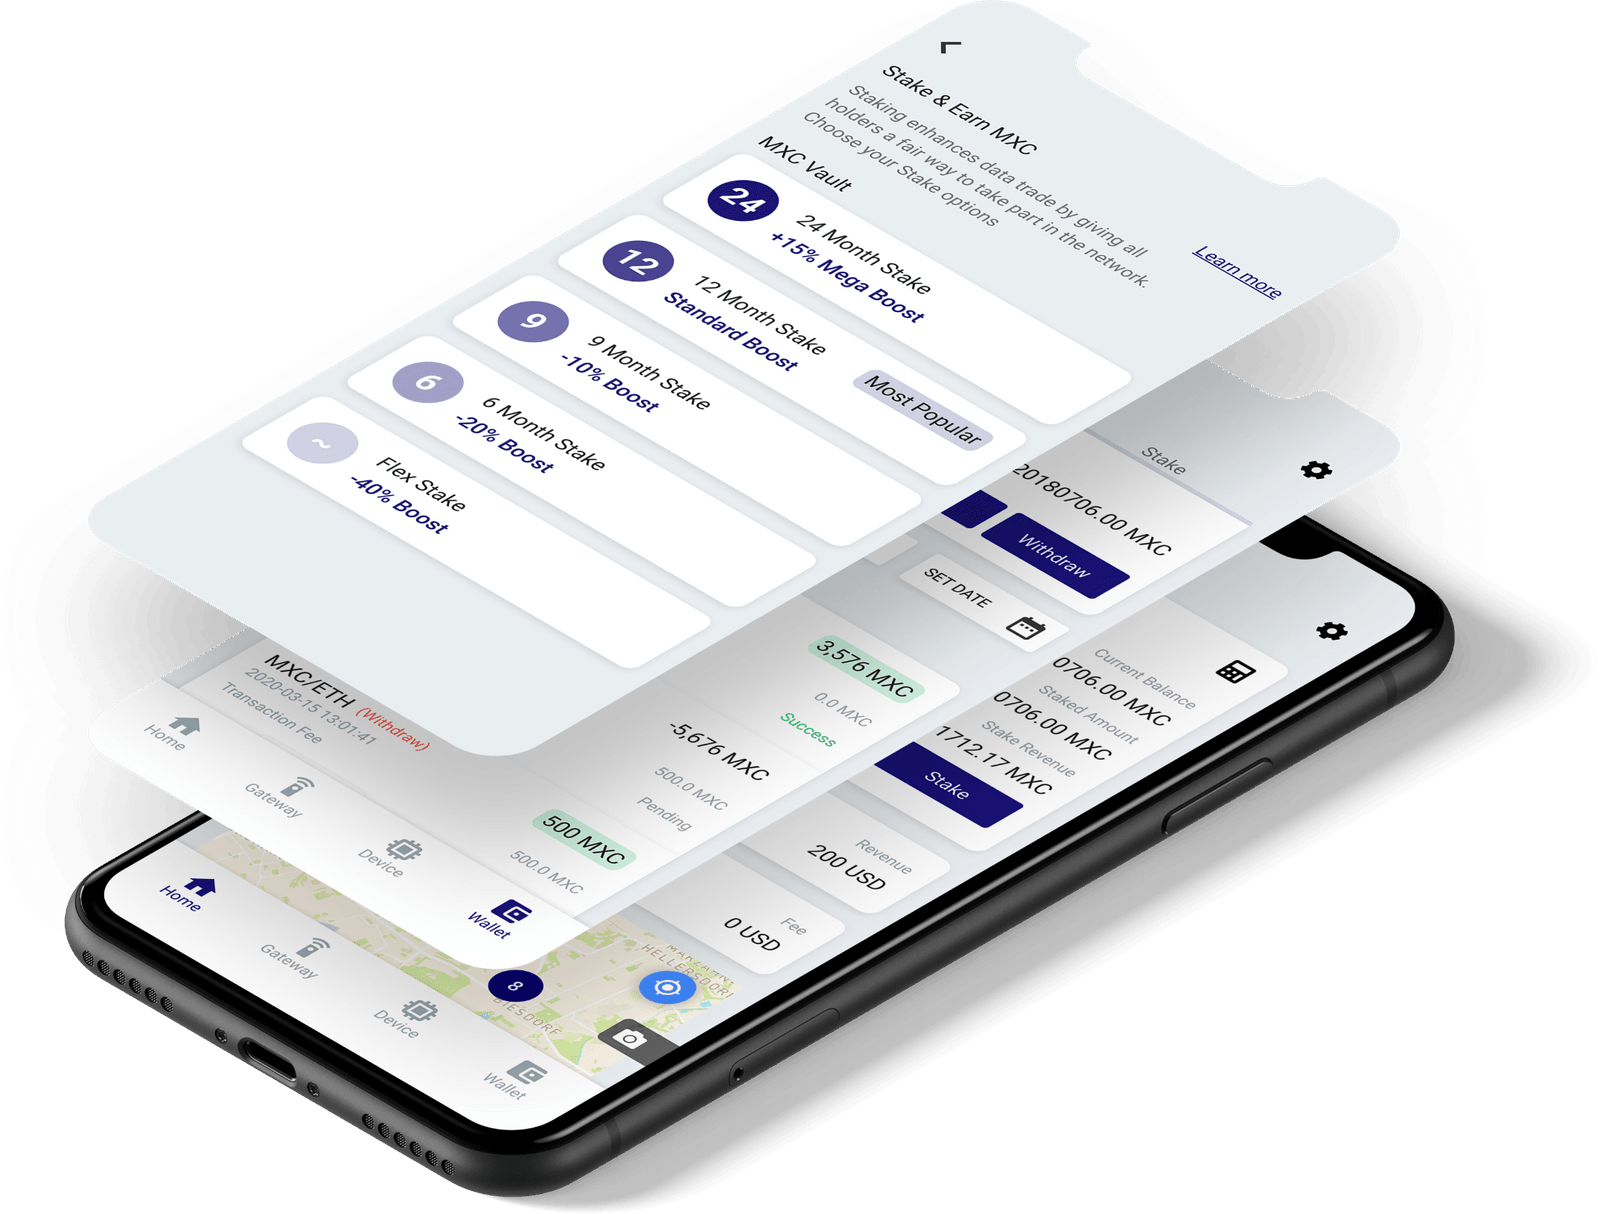 Stake & Earn MXC
Staking enhances data trade by giving all
holders a fair way to take part in the network.
Choose your Stake options
Learn more
MXC Vault
24
24 Month Stake
+15% Mega Boost
12
12 Month Stake
Standard Boost
Most Popular
9
9 Month Stake
-10% Boost
6
6 Month Stake
-20% Boost
~
Flex Stake
-40% Boost
Stake
20180706.00 MXC
Withdraw
SET DATE
3,576 MXC
0.0 MXC
Success
MXC/ETH (Withdraw)
2020-03-15 13:01:41
Transaction Fee
-5,676 MXC
500.0 MXC
Pending
500 MXC
500.0 MXC
Home
Gateway
Device
Wallet
Current Balance
0706.00 MXC
Staked Amount
0706.00 MXC
Stake Revenue
1712.17 MXC
Stake
Revenue
200 USD
Fee
0 USD
HELLERSDORF
BIESDORF
8
Home
Gateway
Device
Wallet